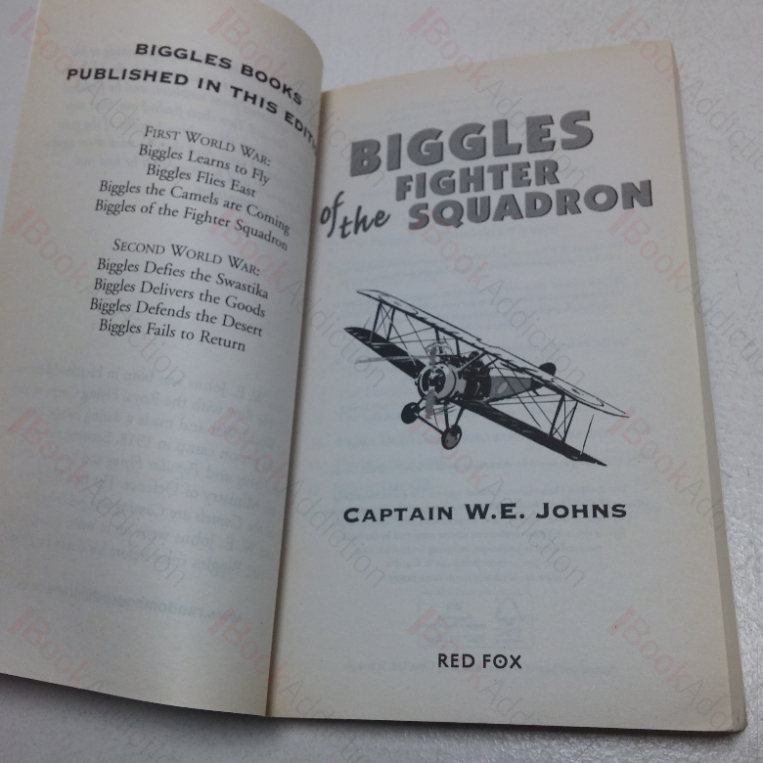 BIGGLES BOOKS
PUBLISHED IN THIS
FIRST WORLD WAR:
Biggles Learns to Fly
Biggles Flies East
Biggles the Camels are Coming
Biggles of the Fighter Squadron
SECOND WORLD WAR:
Biggles Defies the Swastika
Biggles Delivers the Goods
Biggles Defends the Desert
Biggles Fails to Return
BIGGLES
of the FIGHTER
SQUADRON
CAPTAIN W.E. JOHNS
RED FOX
BookAddiction